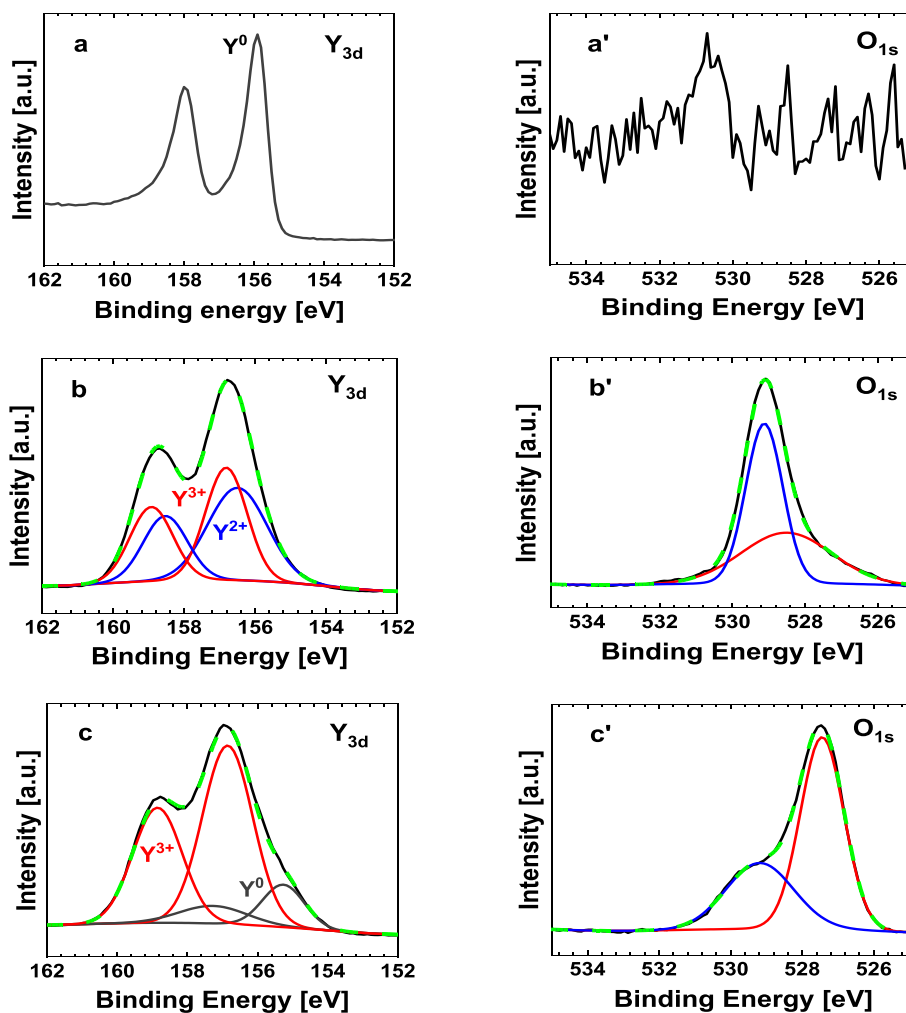 a Y⁰ Y₃d
Intensity [a.u.]
162 160 158 156 154 152
Binding energy [eV]
a' O₁s
Intensity [a.u.]
534 532 530 528 526
Binding Energy [eV]
b Y₃d
Y³⁺
Y²⁺
Intensity [a.u.]
162 160 158 156 154 152
Binding Energy [eV]
b' O₁s
Intensity [a.u.]
534 532 530 528 526
Binding Energy [eV]
c Y₃d
Y³⁺
Y⁰
Intensity [a.u.]
162 160 158 156 154 152
Binding Energy [eV]
c' O₁s
Intensity [a.u.]
534 532 530 528 526
Binding Energy [eV]